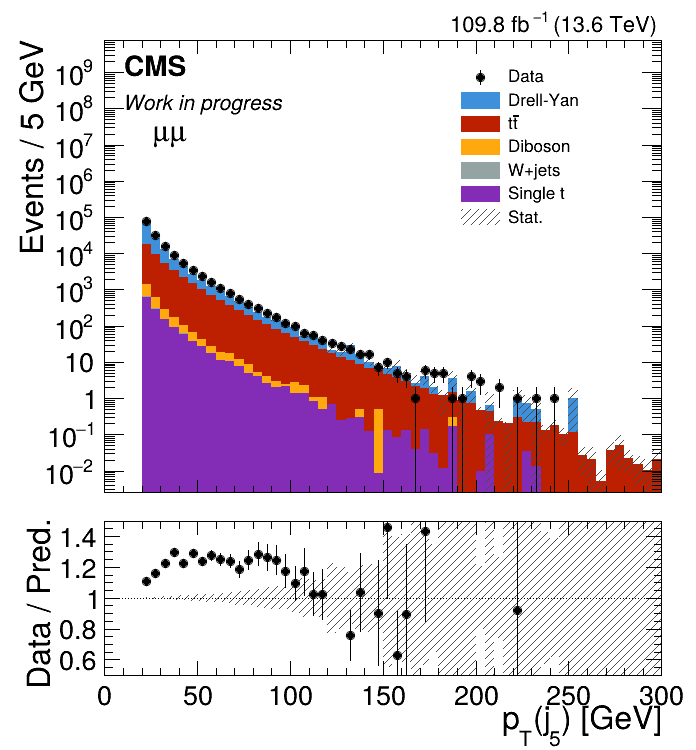 109.8 fb⁻¹ (13.6 TeV)
CMS
Work in progress
μμ
Data
Drell-Yan
tt̄
Diboson
W+jets
Single t
Stat.
Events / 5 GeV
10⁹
10⁸
10⁷
10⁶
10⁵
10⁴
10³
10²
10
1
10⁻¹
10⁻²
Data / Pred.
1.4
1.2
1
0.8
0.6
0 50 100 150 200 250 300
p_T(j_5) [GeV]